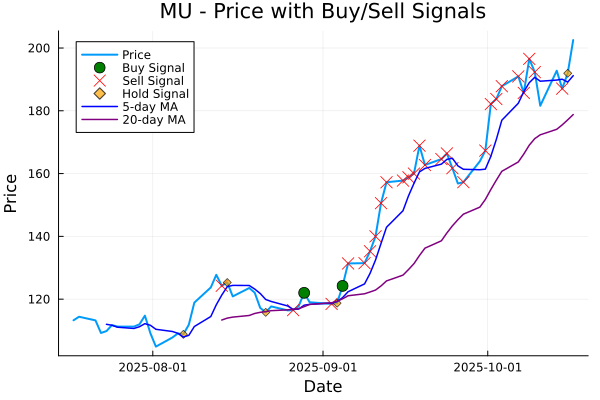 MU - Price with Buy/Sell Signals
Price
Buy Signal
Sell Signal
Hold Signal
5-day MA
20-day MA
200
180
160
140
120
Price
2025-08-01
2025-09-01
2025-10-01
Date